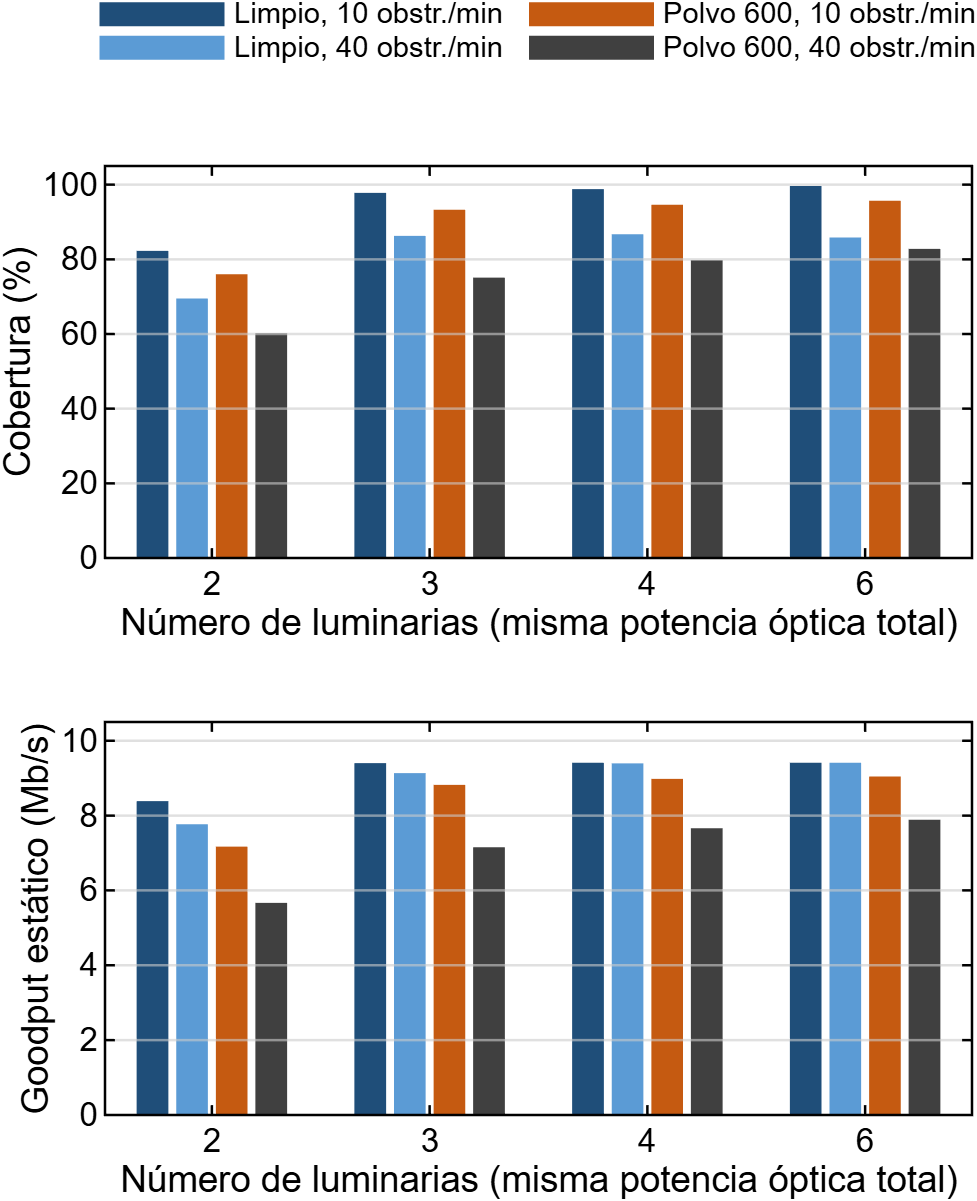 Limpio, 10 obstr./min
Polvo 600, 10 obstr./min
Limpio, 40 obstr./min
Polvo 600, 40 obstr./min
Cobertura (%)
100
80
60
40
20
0
2
3
4
6
Número de luminarias (misma potencia óptica total)
Goodput estático (Mb/s)
10
8
6
4
2
0
2
3
4
6
Número de luminarias (misma potencia óptica total)